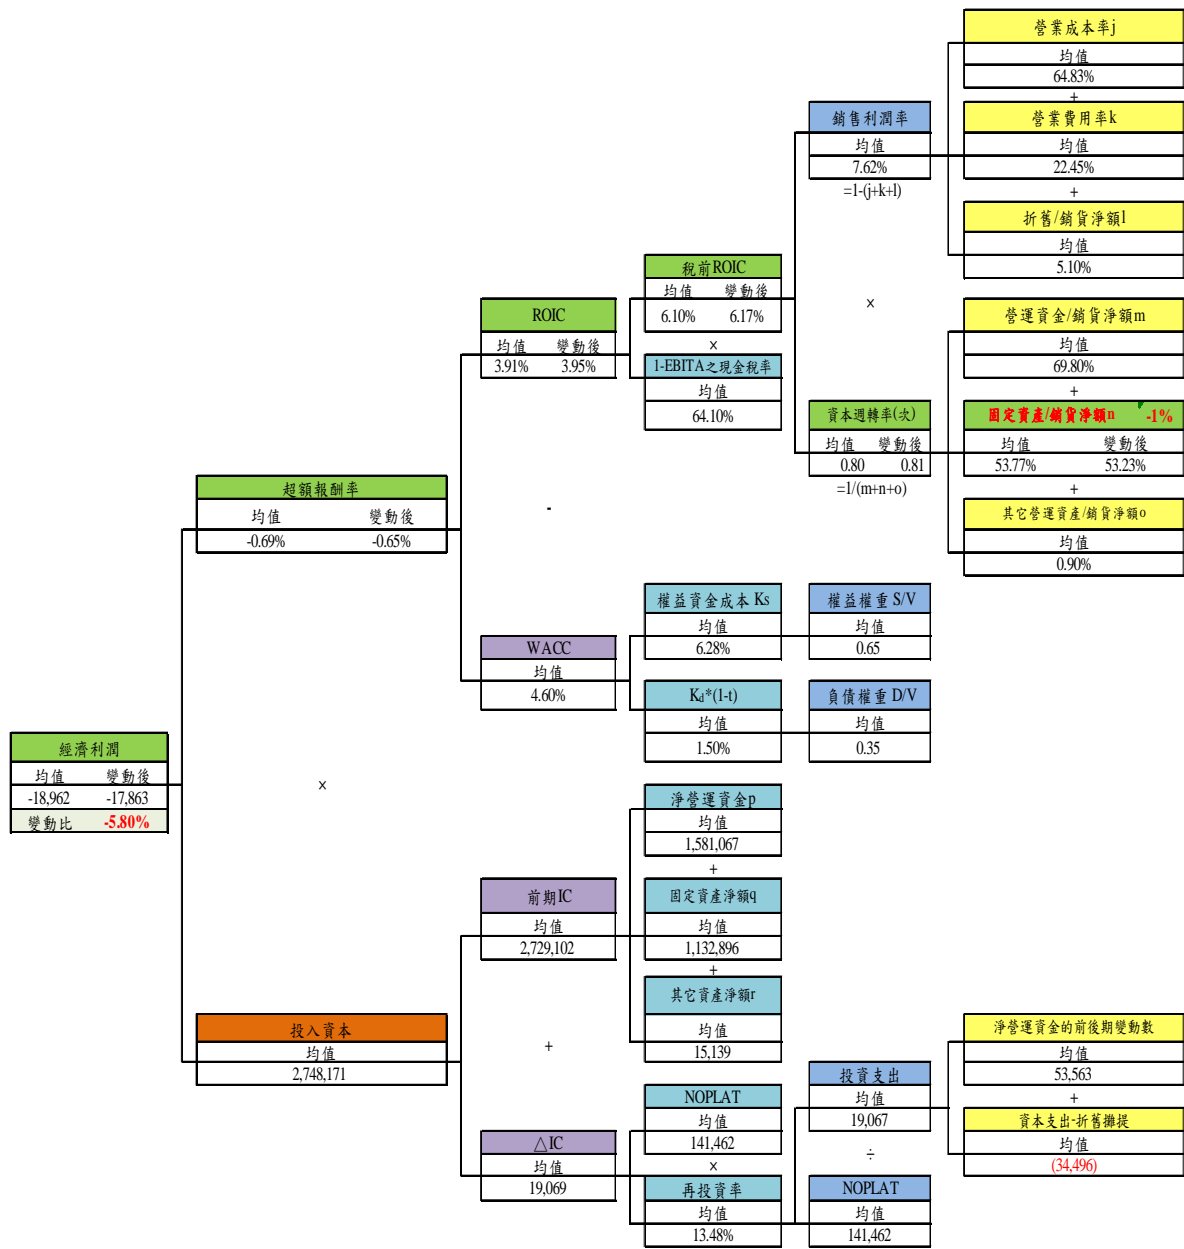 營業成本率j
均值
64.83%
+
銷售利潤率
均值
7.62%
=1-(j+k+l)
營業費用率k
均值
22.45%
+
折舊/銷貨淨額l
均值
5.10%
稅前ROIC
均值 變動後
6.10% 6.17%
×
×
ROIC
均值 變動後
3.91% 3.95%
1-EBITA之現金稅率
均值
64.10%
營運資金/銷貨淨額m
均值
69.80%
+
資本週轉率(次)
均值 變動後
0.80 0.81
=1/(m+n+o)
固定資產/銷貨淨額n -1%
均值 變動後
53.77% 53.23%
+
其它營運資產/銷貨淨額o
均值
0.90%
超額報酬率
均值 變動後
-0.69% -0.65%
-
權益資金成本 Ks
均值
6.28%
權益權重 S/V
均值
0.65
WACC
均值
4.60%
Kd*(1-t)
均值
1.50%
負債權重 D/V
均值
0.35
經濟利潤
均值 變動後
-18,962 -17,863
變動比 -5.80%
×
淨營運資金p
均值
1,581,067
+
前期IC
均值
2,729,102
固定資產淨額q
均值
1,132,896
+
其它資產淨額r
均值
15,139
投入資本
均值
2,748,171
+
淨營運資金的前後期變動數
均值
53,563
+
投資支出
均值
19,067
÷
資本支出-折舊攤提
均值
(34,496)
NOPLAT
均值
141,462
×
△IC
均值
19,069
再投資率
均值
13.48%
NOPLAT
均值
141,462